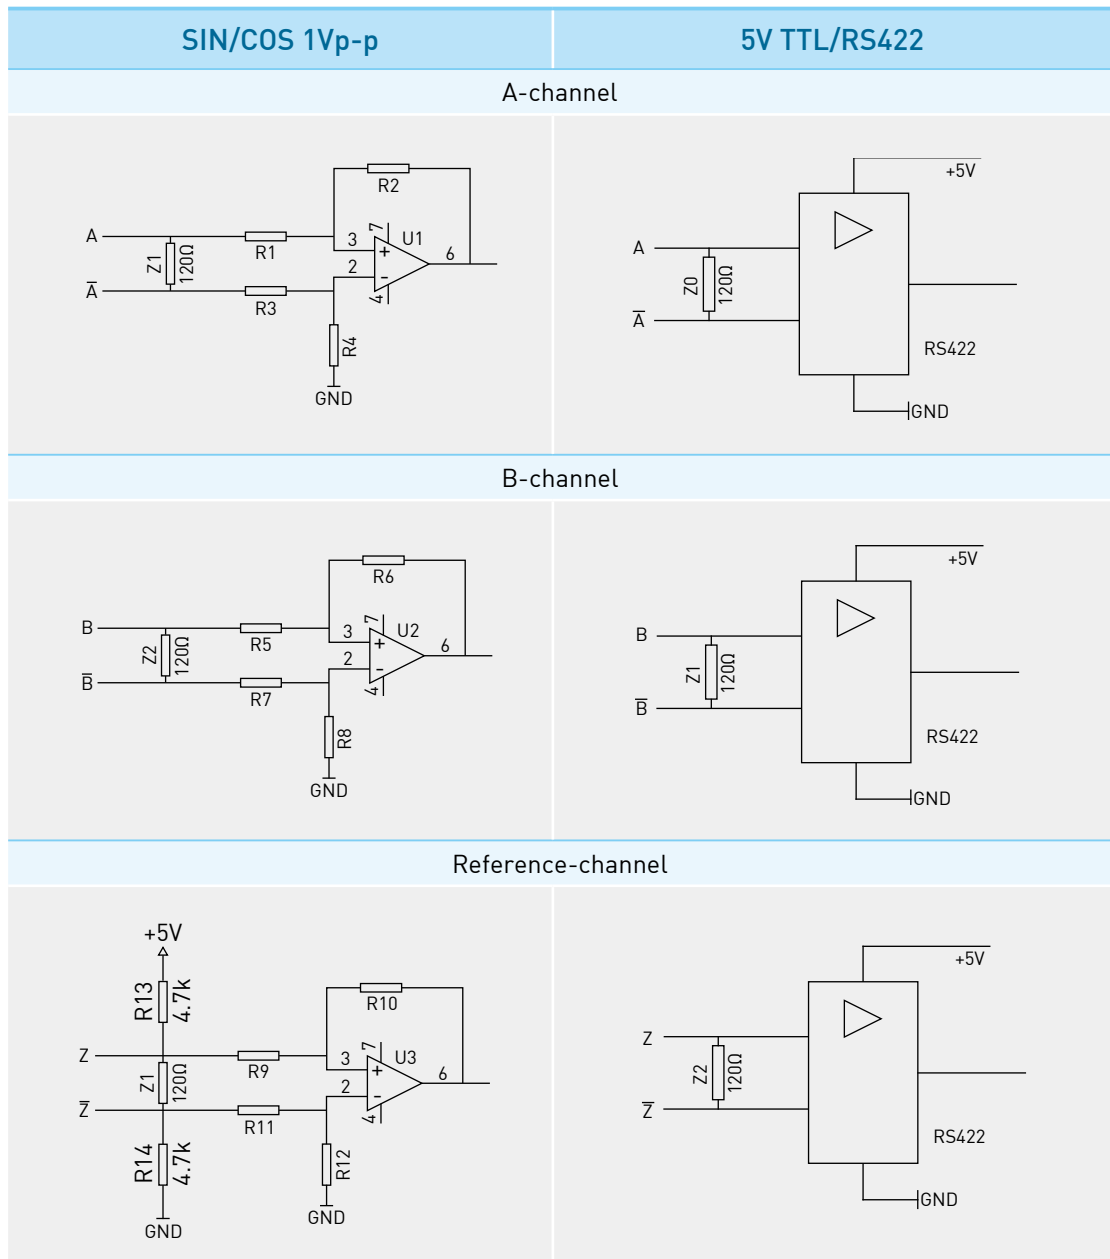 SIN/COS 1Vp-p
5V TTL/RS422
A-channel
R2
A
Z1
120Ω
A̅
R1
R3
3
2
+
-
7
4
U1
6
R4
GND
+5V
A
Z0
120Ω
A̅
RS422
GND
B-channel
R6
B
Z2
120Ω
B̅
R5
R7
3
2
+
-
7
4
U2
6
R8
GND
+5V
B
Z1
120Ω
B̅
RS422
GND
Reference-channel
+5V
R13
4.7k
R10
Z
Z1
120Ω
Z̅
R9
R11
3
2
+
-
7
4
U3
6
R14
4.7k
R12
GND
GND
+5V
Z
Z2
120Ω
Z̅
RS422
GND